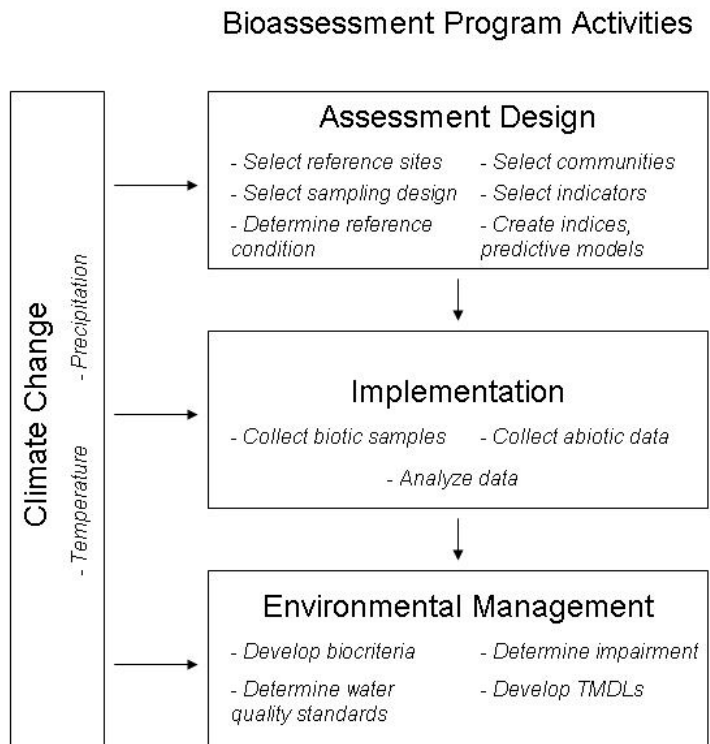 Bioassessment Program Activities
Climate Change
- Temperature
- Precipitation
Assessment Design
- Select reference sites
- Select sampling design
- Determine reference
condition
- Select communities
- Select indicators
- Create indices,
predictive models
Implementation
- Collect biotic samples
- Collect abiotic data
- Analyze data
Environmental Management
- Develop biocriteria
- Determine water
quality standards
- Determine impairment
- Develop TMDLs